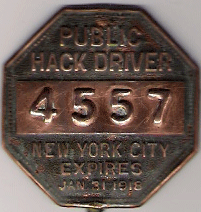 PUBLIC
HACK DRIVER
4557
NEW YORK CITY
EXPIRES
JAN 31 1918